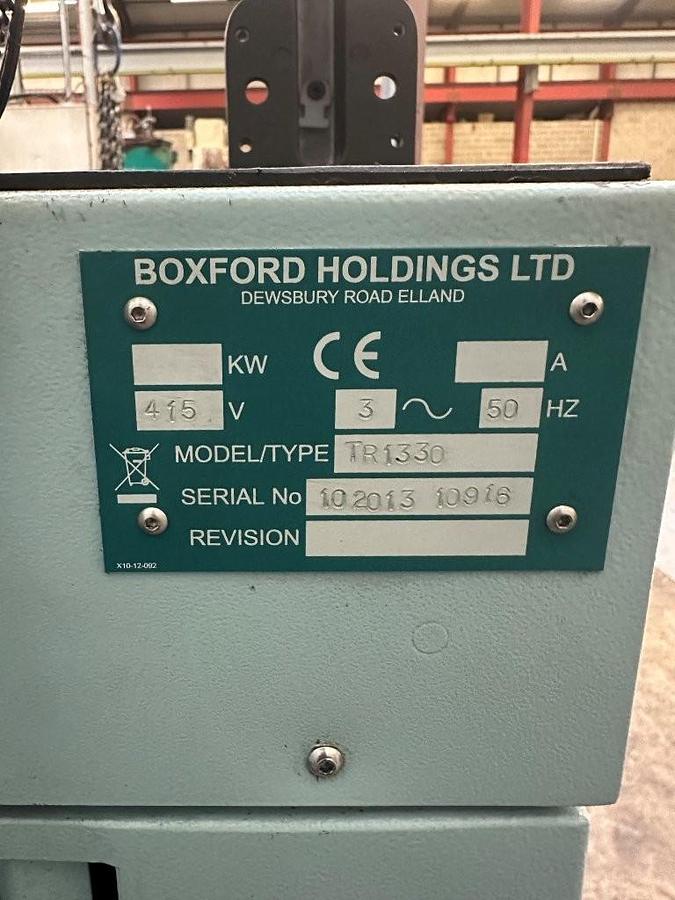 BOXFORD HOLDINGS LTD
DEWSBURY ROAD ELLAND
KW CE A
415 V 3 50 HZ
MODEL/TYPE TR1330
SERIAL No 102013 10916
REVISION
X10-12-092